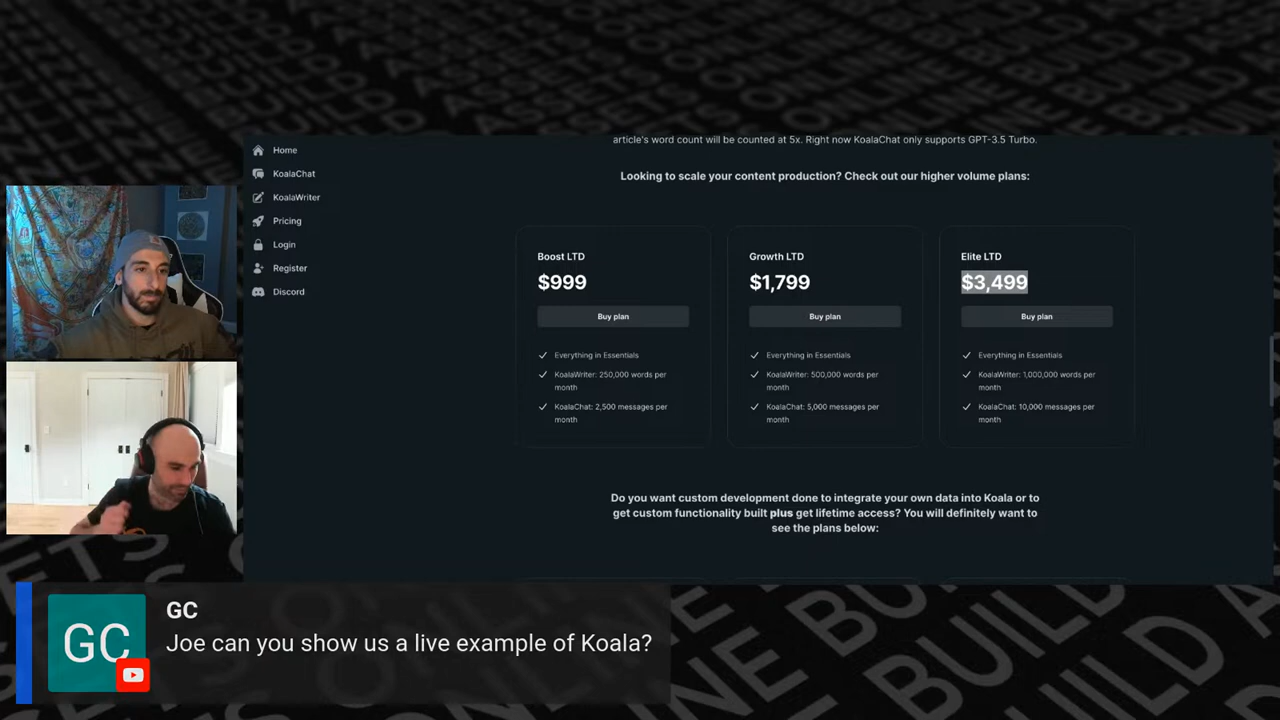 article's word count will be counted at 5x. Right now KoalaChat only supports GPT-3.5 Turbo.
Home
KoalaChat
KoalaWriter
Pricing
Login
Register
Discord
Looking to scale your content production? Check out our higher volume plans:
Boost LTD
$999
Buy plan
Everything in Essentials
KoalaWriter: 250,000 words per
month
KoalaChat: 2,500 messages per
month
Growth LTD
$1,799
Buy plan
Everything in Essentials
KoalaWriter: 500,000 words per
month
KoalaChat: 5,000 messages per
month
Elite LTD
$3,499
Buy plan
Everything in Essentials
KoalaWriter: 1,000,000 words per
month
KoalaChat: 10,000 messages per
month
Do you want custom development done to integrate your own data into Koala or to
get custom functionality built plus get lifetime access? You will definitely want to
see the plans below:
GC
GC
Joe can you show us a live example of Koala?